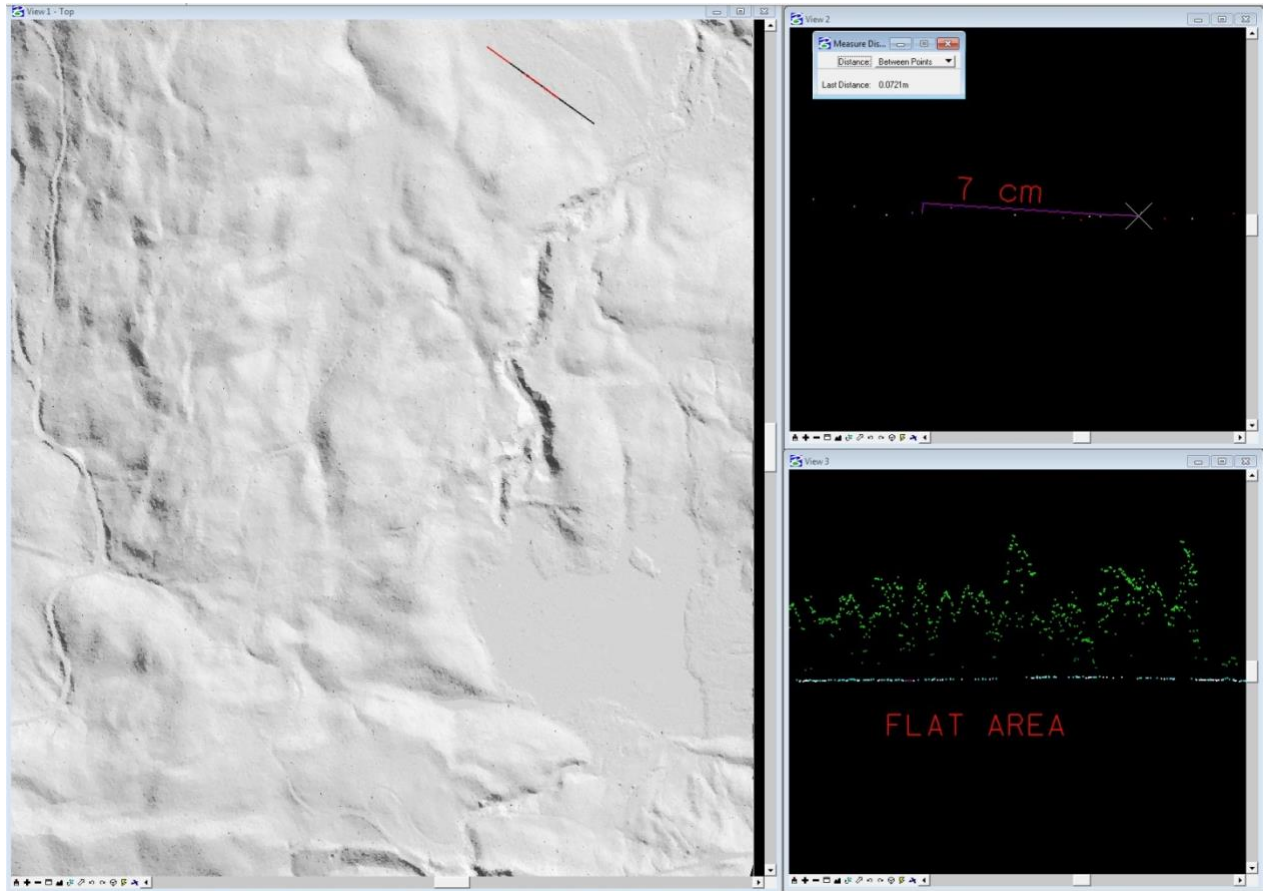 View 1 - Top
View 2
Measure Dis...
Distance: Between Points
Last Distance: 0.0721m
7 cm
View 3
FLAT AREA